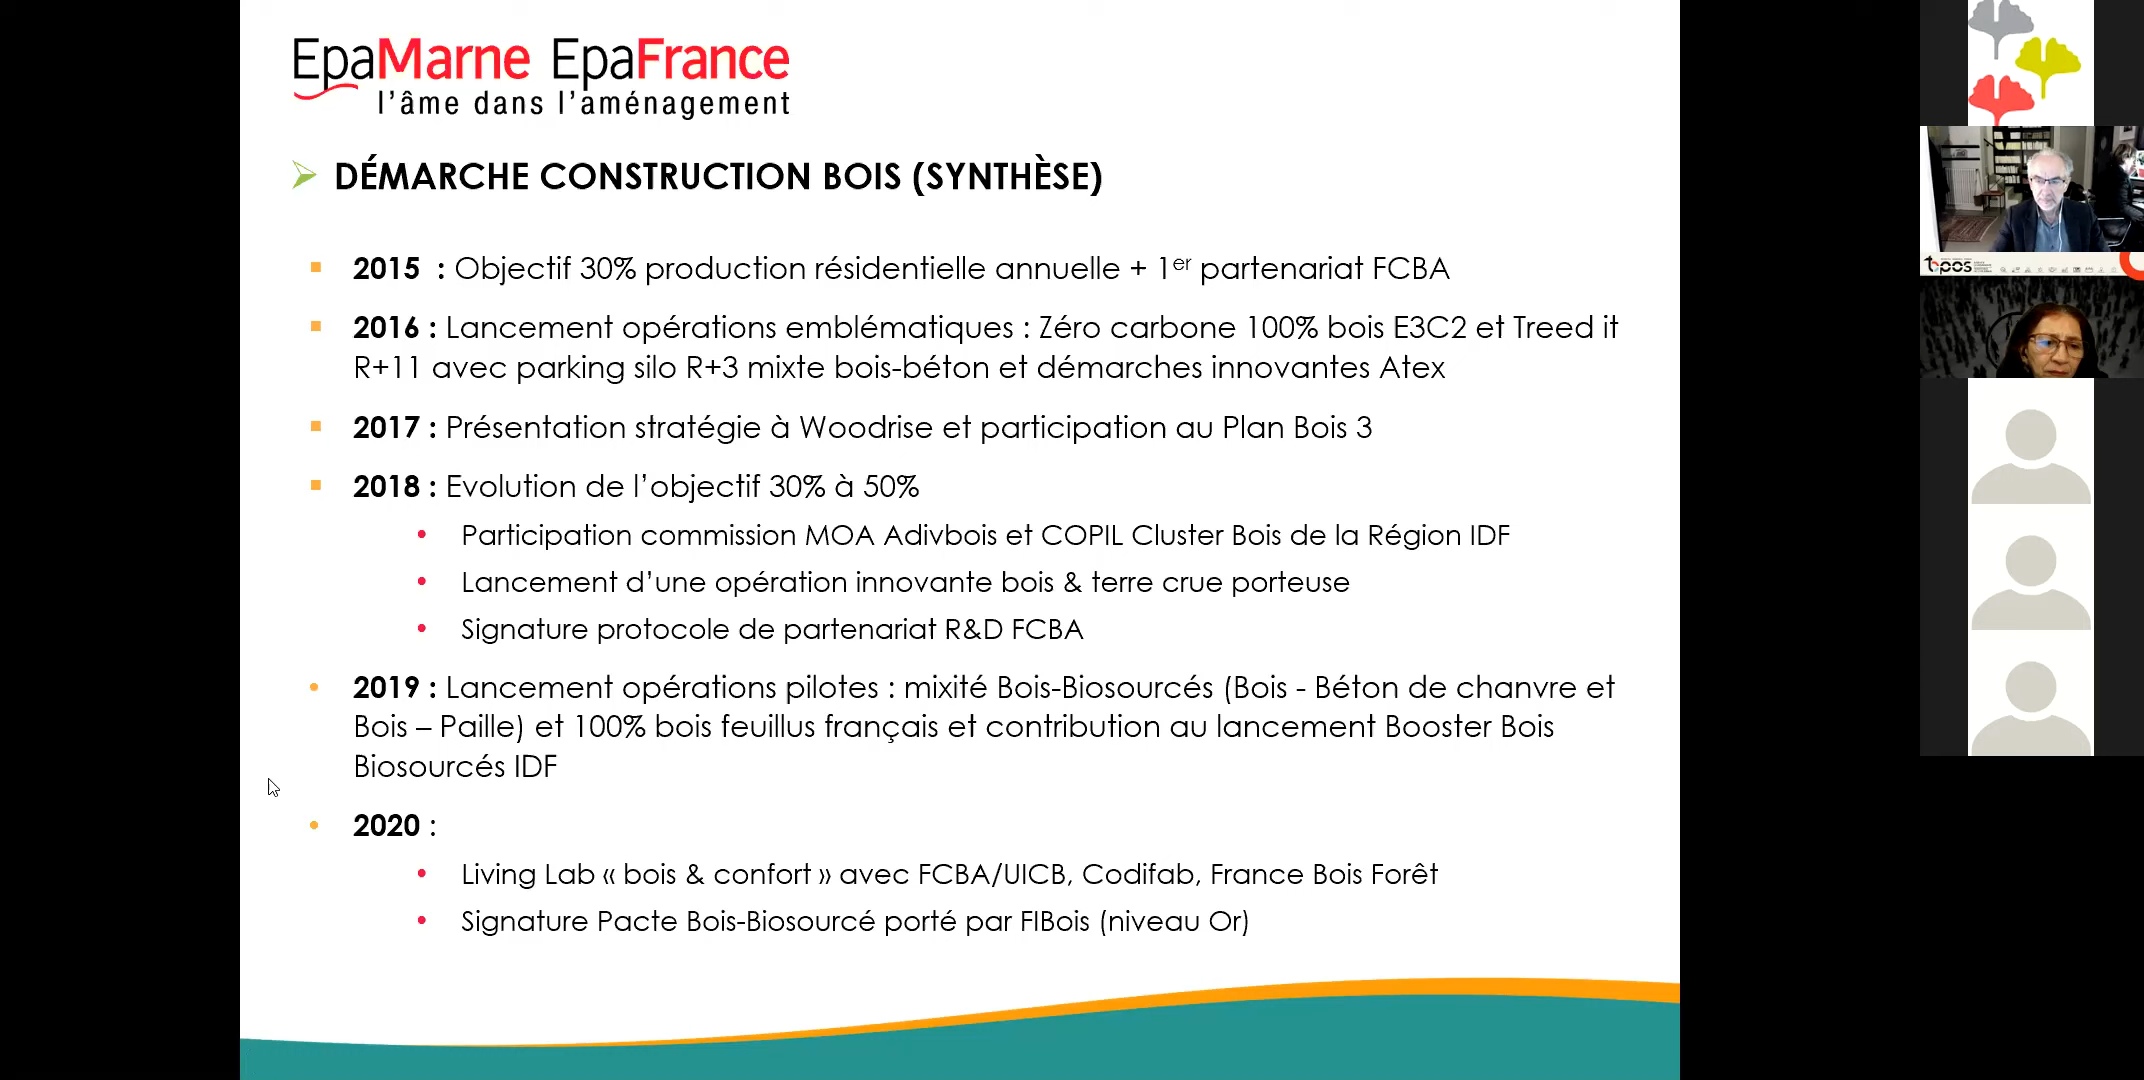 EpaMarne EpaFrance
l’âme dans l’aménagement
DÉMARCHE CONSTRUCTION BOIS (SYNTHÈSE)
2015 : Objectif 30% production résidentielle annuelle + 1er partenariat FCBA
2016 : Lancement opérations emblématiques : Zéro carbone 100% bois E3C2 et Treed it
R+11 avec parking silo R+3 mixte bois-béton et démarches innovantes Atex
2017 : Présentation stratégie à Woodrise et participation au Plan Bois 3
2018 : Evolution de l’objectif 30% à 50%
Participation commission MOA Adivbois et COPIL Cluster Bois de la Région IDF
Lancement d’une opération innovante bois & terre crue porteuse
Signature protocole de partenariat R&D FCBA
2019 : Lancement opérations pilotes : mixité Bois-Biosourcés (Bois - Béton de chanvre et
Bois – Paille) et 100% bois feuillus français et contribution au lancement Booster Bois
Biosourcés IDF
2020 :
Living Lab « bois & confort » avec FCBA/UICB, Codifab, France Bois Forêt
Signature Pacte Bois-Biosourcé porté par FIBois (niveau Or)
topos